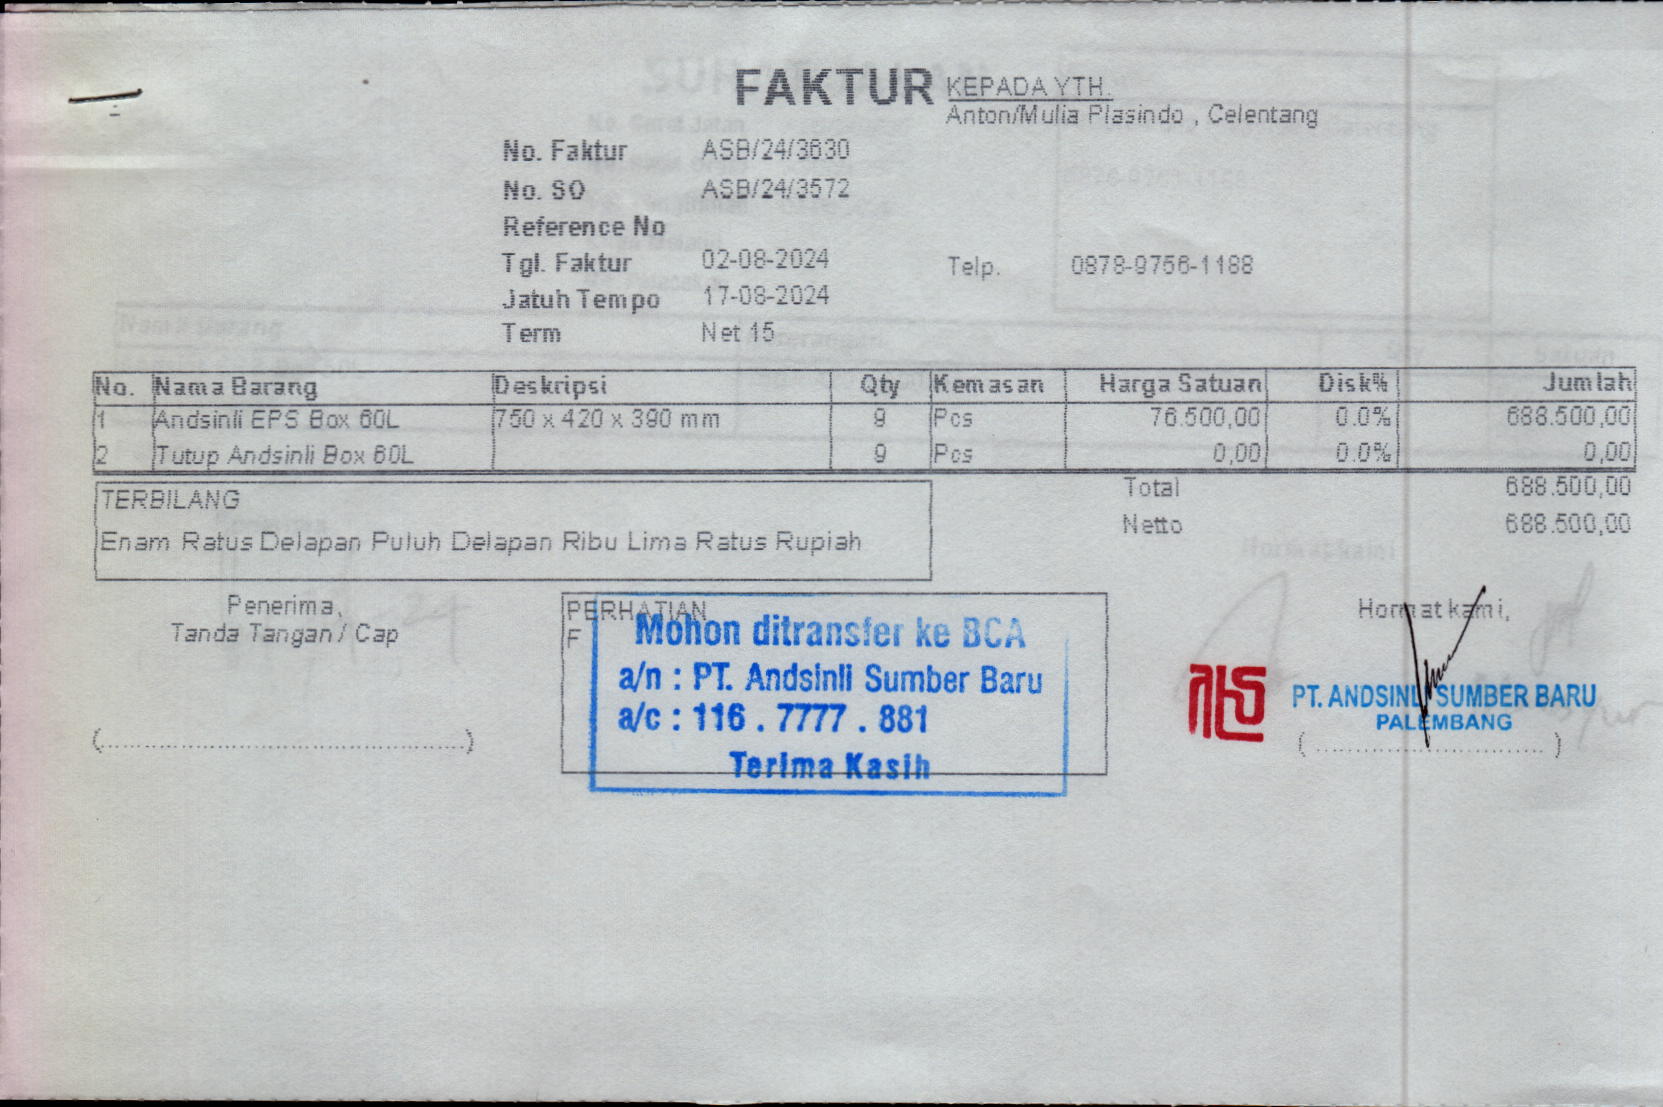 FAKTUR
KEPADA YTH.
Anton/Mulia Plasindo , Celentang
No. Faktur ASB/24/3630
No. SO ASB/24/3572
Reference No
Tgl. Faktur 02-08-2024
Telp. 0878-9756-1188
Jatuh Tempo 17-08-2024
Term Net 15
No. Nama Barang Deskripsi Qty Kemasan Harga Satuan Disk% Jumlah
1 Andsinli EPS Box 60L 750 x 420 x 390 mm 9 Pcs 76.500,00 0.0% 688.500,00
2 Tutup Andsinli Box 60L 9 Pcs 0,00 0.0% 0,00
TERBILANG
Enam Ratus Delapan Puluh Delapan Ribu Lima Ratus Rupiah
Total 688.500,00
Netto 688.500,00
Penerima,
Tanda Tangan / Cap
(..........................................)
PERHATIAN
F
Mohon ditransfer ke BCA
a/n : PT. Andsinli Sumber Baru
a/c : 116 . 7777 . 881
Terima Kasih
Hormat kami,
PT. ANDSINLI SUMBER BARU
PALEMBANG
( .......................... )